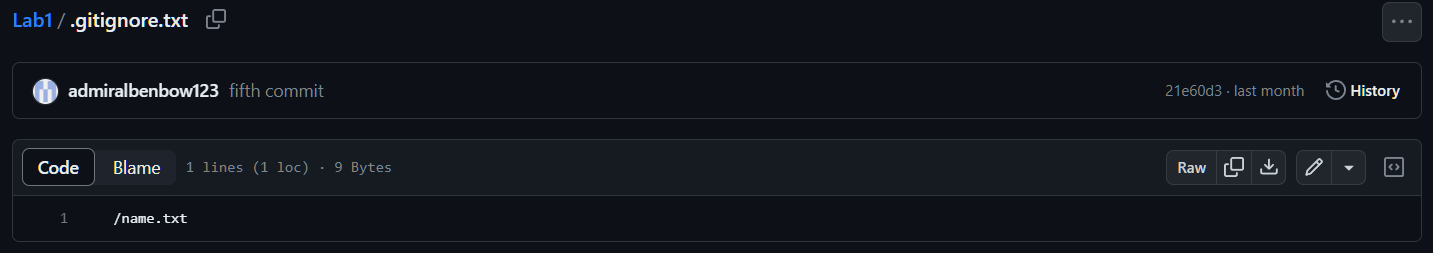 Lab1 / .gitignore.txt
admiralbenbow123 fifth commit 21e60d3 · last month History
Code Blame 1 lines (1 loc) · 9 Bytes Raw
1 /name.txt